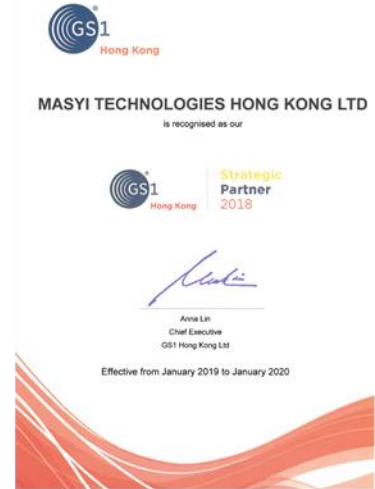 GS1
Hong Kong
MASYI TECHNOLOGIES HONG KONG LTD
is recognised as our
GS1
Hong Kong
Strategic
Partner
2018
Anna Lin
Chief Executive
GS1 Hong Kong Ltd
Effective from January 2019 to January 2020